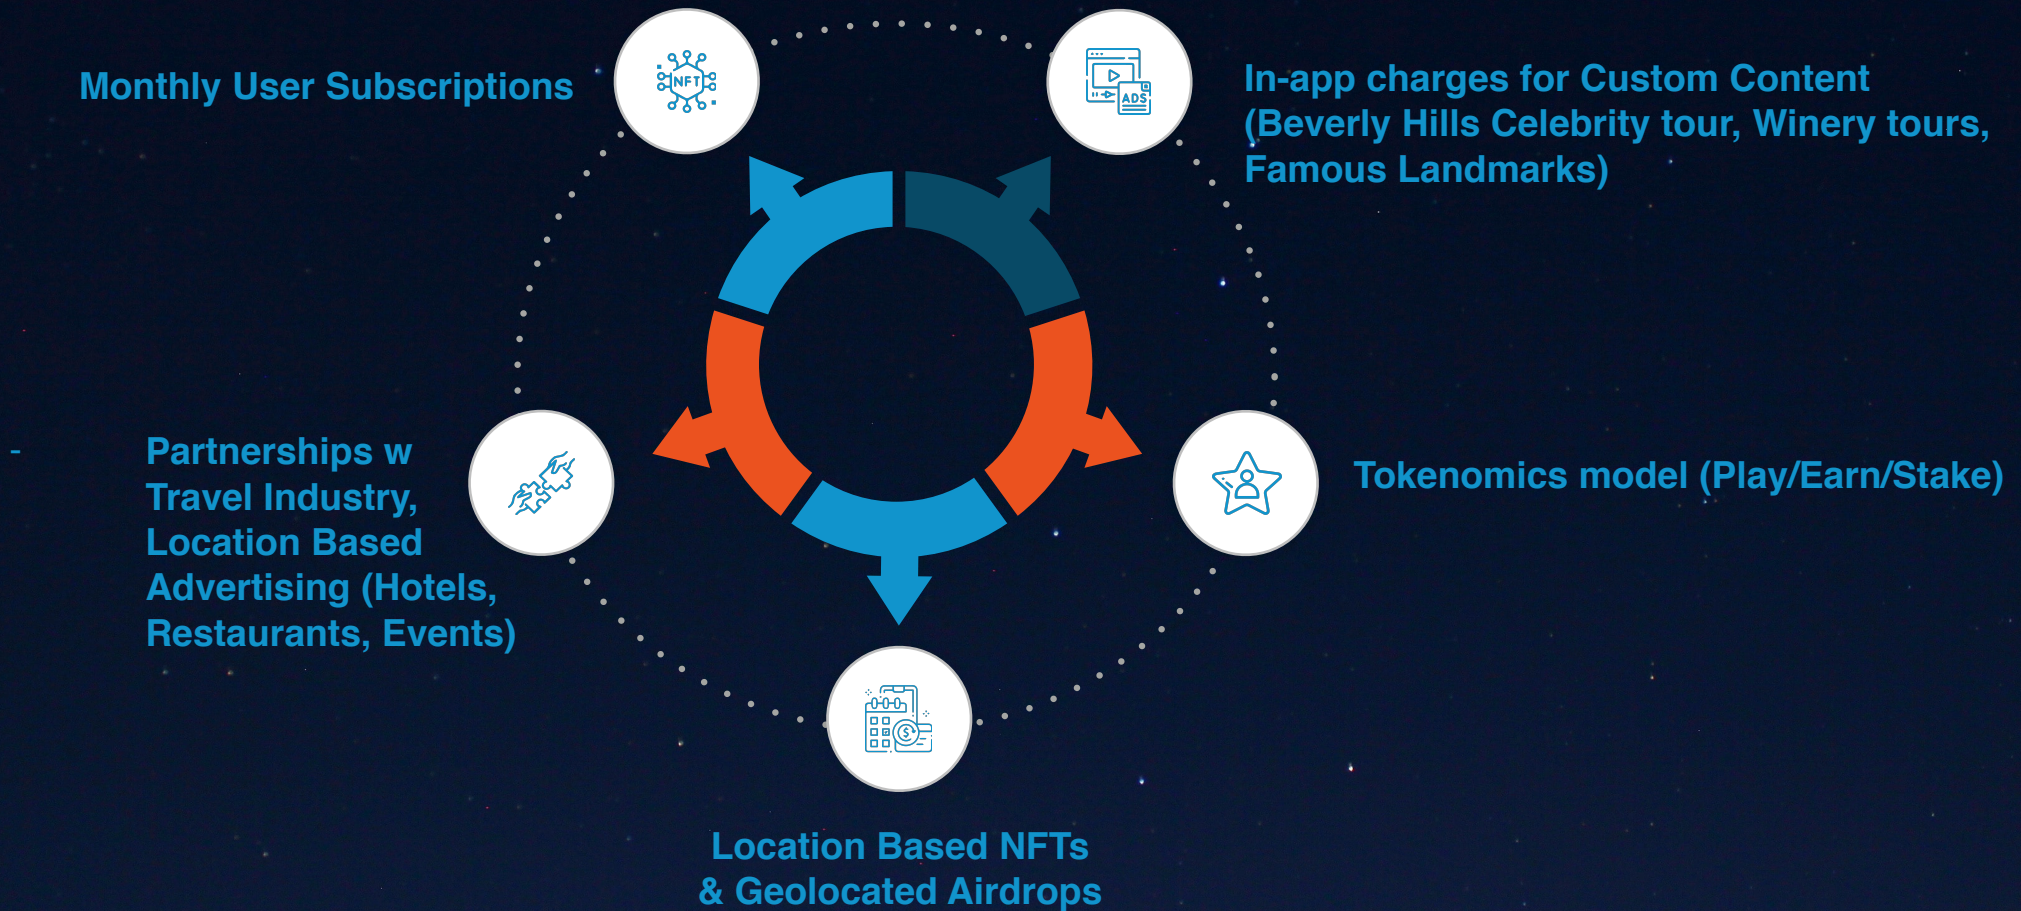 Monthly User Subscriptions
NFT
ADS
In-app charges for Custom Content
(Beverly Hills Celebrity tour, Winery tours,
Famous Landmarks)
-
Partnerships w
Travel Industry,
Location Based
Advertising (Hotels,
Restaurants, Events)
Tokenomics model (Play/Earn/Stake)
$
Location Based NFTs
& Geolocated Airdrops